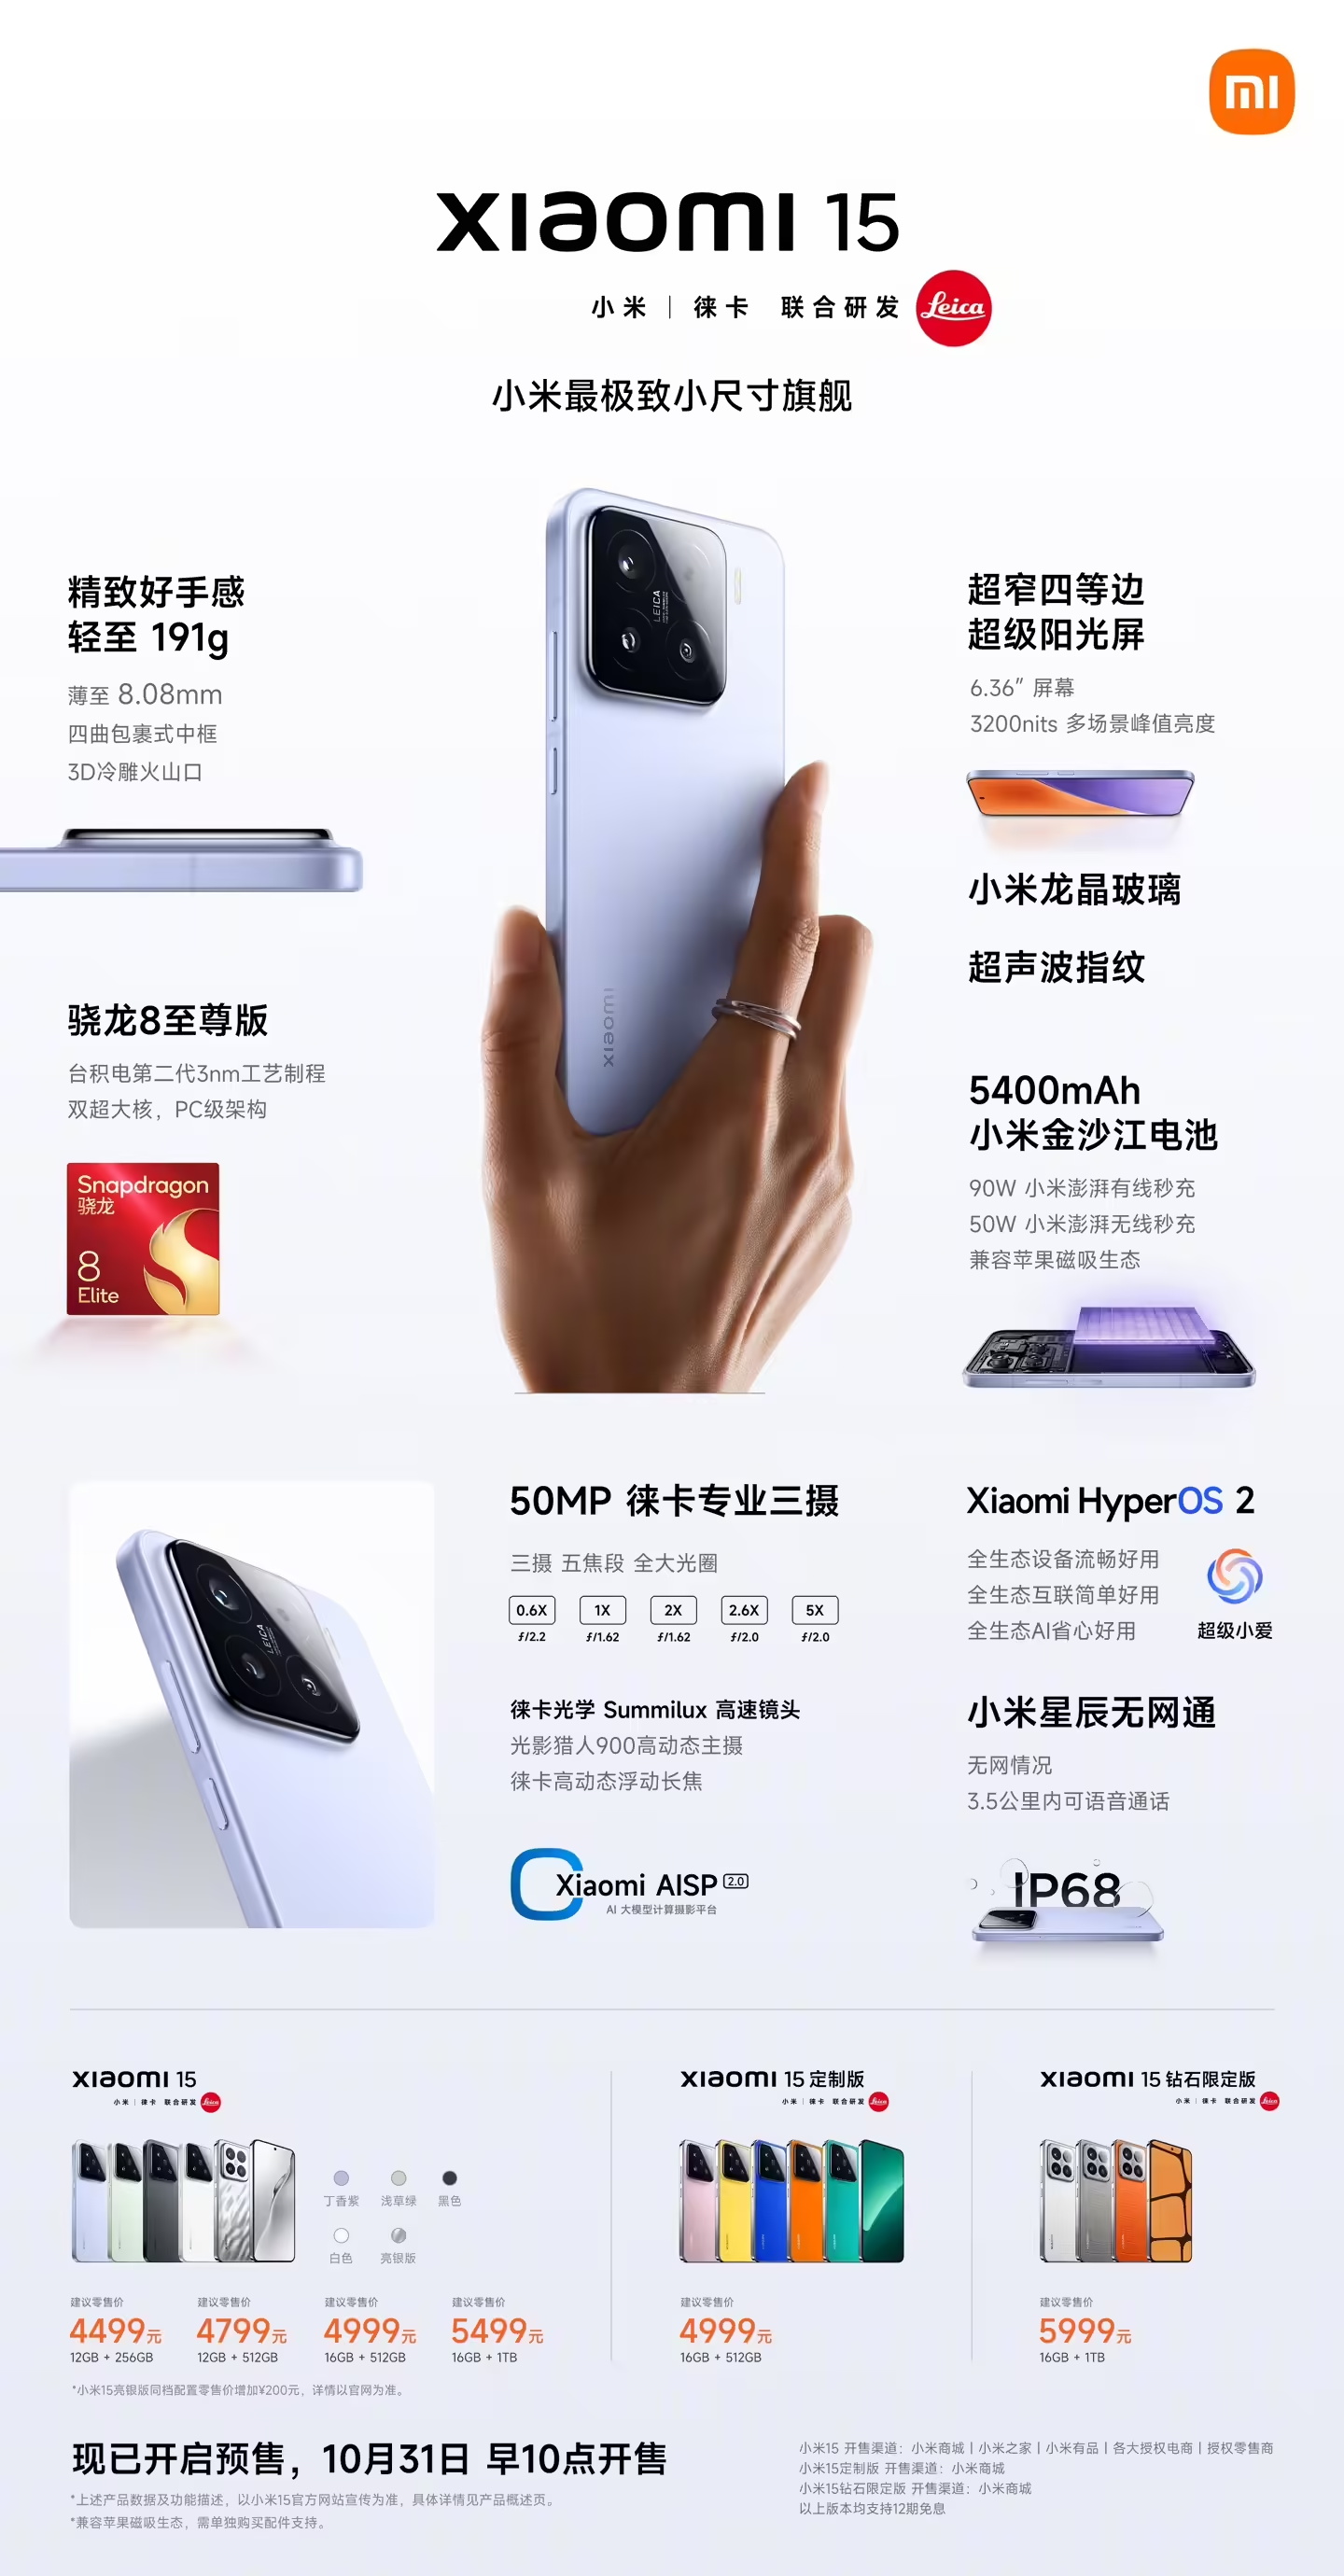 xiaomi 15
小米 | 徕卡 联合研发 Leica
小米最极致小尺寸旗舰
精致好手感
轻至 191g
薄至 8.08mm
四曲包裹式中框
3D冷雕火山口
骁龙8至尊版
台积电第二代3nm工艺制程
双超大核，PC级架构
Snapdragon
骁龙
8
Elite
LEICA
xiaomi
超窄四等边
超级阳光屏
6.36″ 屏幕
3200nits 多场景峰值亮度
小米龙晶玻璃
超声波指纹
5400mAh
小米金沙江电池
90W 小米澎湃有线秒充
50W 小米澎湃无线秒充
兼容苹果磁吸生态
LEICA
50MP 徕卡专业三摄
三摄 五焦段 全大光圈
0.6X 1X 2X 2.6X 5X
ƒ/2.2 ƒ/1.62 ƒ/1.62 ƒ/2.0 ƒ/2.0
徕卡光学 Summilux 高速镜头
光影猎人900高动态主摄
徕卡高动态浮动长焦
Xiaomi AISP 2.0
AI 大模型计算摄影平台
Xiaomi HyperOS 2
全生态设备流畅好用
全生态互联简单好用
全生态AI省心好用
超级小爱
小米星辰无网通
无网情况
3.5公里内可语音通话
IP68
xiaomi 15
小米 | 徕卡 联合研发 Leica
丁香紫 浅草绿 黑色
白色 亮银版
建议零售价 建议零售价 建议零售价 建议零售价
4499元 4799元 4999元 5499元
12GB + 256GB 12GB + 512GB 16GB + 512GB 16GB + 1TB
*小米15亮银版同档配置零售价增加¥200元，详情以官网为准。
xiaomi 15 定制版
小米 | 徕卡 联合研发 Leica
建议零售价
4999元
16GB + 512GB
xiaomi 15 钻石限定版
小米 | 徕卡 联合研发 Leica
建议零售价
5999元
16GB + 1TB
现已开启预售，10月31日 早10点开售
*上述产品数据及功能描述，以小米15官方网站宣传为准，具体详情见产品概述页。
*兼容苹果磁吸生态，需单独购买配件支持。
小米15 开售渠道：小米商城 | 小米之家 | 小米有品 | 各大授权电商 | 授权零售商
小米15定制版 开售渠道：小米商城
小米15钻石限定版 开售渠道：小米商城
以上版本均支持12期免息